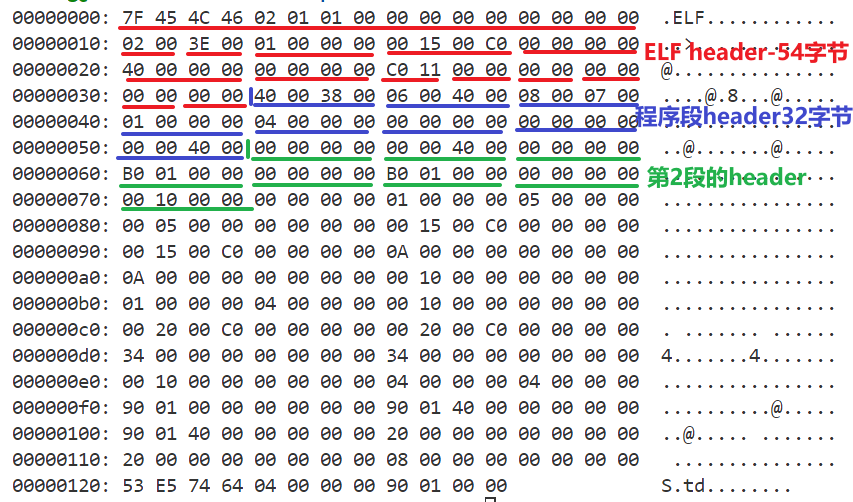 00000000: 7F 45 4C 46 02 01 01 00 00 00 00 00 00 00 00 00 .ELF............
00000010: 02 00 3E 00 01 00 00 00 00 15 00 C0 00 00 00 00
ELF header-54字节
00000020: 40 00 00 00 00 00 00 00 C0 11 00 00 00 00 00 00 @...............
00000030: 00 00 00 00 40 00 38 00 06 00 40 00 08 00 07 00 ....@.8...@.....
程序段header32字节
00000040: 01 00 00 00 04 00 00 00 00 00 00 00 00 00 00 00
00000050: 00 00 40 00 00 00 00 00 00 00 40 00 00 00 00 00 ..@.......@.....
00000060: B0 01 00 00 00 00 00 00 B0 01 00 00 00 00 00 00
第2段的header
00000070: 00 10 00 00 00 00 00 00 01 00 00 00 05 00 00 00 ................
00000080: 00 05 00 00 00 00 00 00 00 15 00 C0 00 00 00 00 ................
00000090: 00 15 00 C0 00 00 00 00 0A 00 00 00 00 00 00 00 ................
000000a0: 0A 00 00 00 00 00 00 00 00 10 00 00 00 00 00 00 ................
000000b0: 01 00 00 00 04 00 00 00 00 10 00 00 00 00 00 00 ................
000000c0: 00 20 00 C0 00 00 00 00 00 20 00 C0 00 00 00 00 . ....... ......
000000d0: 34 00 00 00 00 00 00 00 34 00 00 00 00 00 00 00 4.......4.......
000000e0: 00 10 00 00 00 00 00 00 04 00 00 00 04 00 00 00 ................
000000f0: 90 01 00 00 00 00 00 00 90 01 40 00 00 00 00 00 ..........@.....
00000100: 90 01 40 00 00 00 00 00 20 00 00 00 00 00 00 00 ..@..... .......
00000110: 20 00 00 00 00 00 00 00 08 00 00 00 00 00 00 00  ...............
00000120: 53 E5 74 64 04 00 00 00 90 01 00 00 S.td........